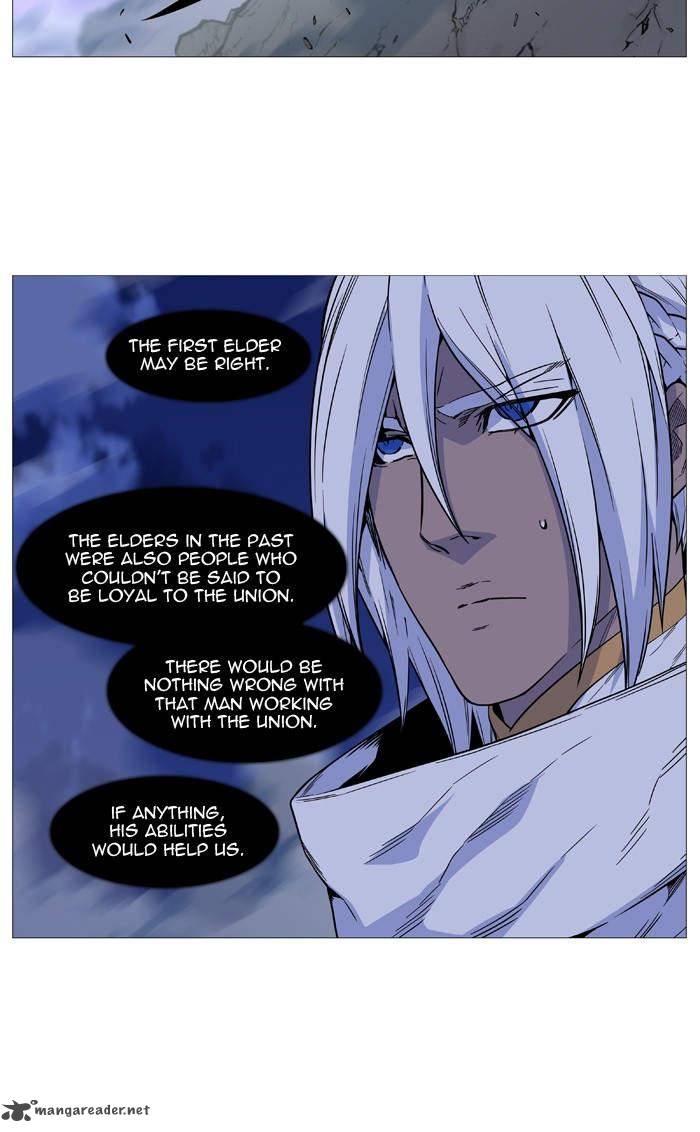 THE FIRST ELDER
MAY BE RIGHT.
THE ELDERS IN THE PAST
WERE ALSO PEOPLE WHO
COULDN'T BE SAID TO
BE LOYAL TO THE UNION.
THERE WOULD BE
NOTHING WRONG WITH
THAT MAN WORKING
WITH THE UNION.
IF ANYTHING,
HIS ABILITIES
WOULD HELP US.
mangareader.net